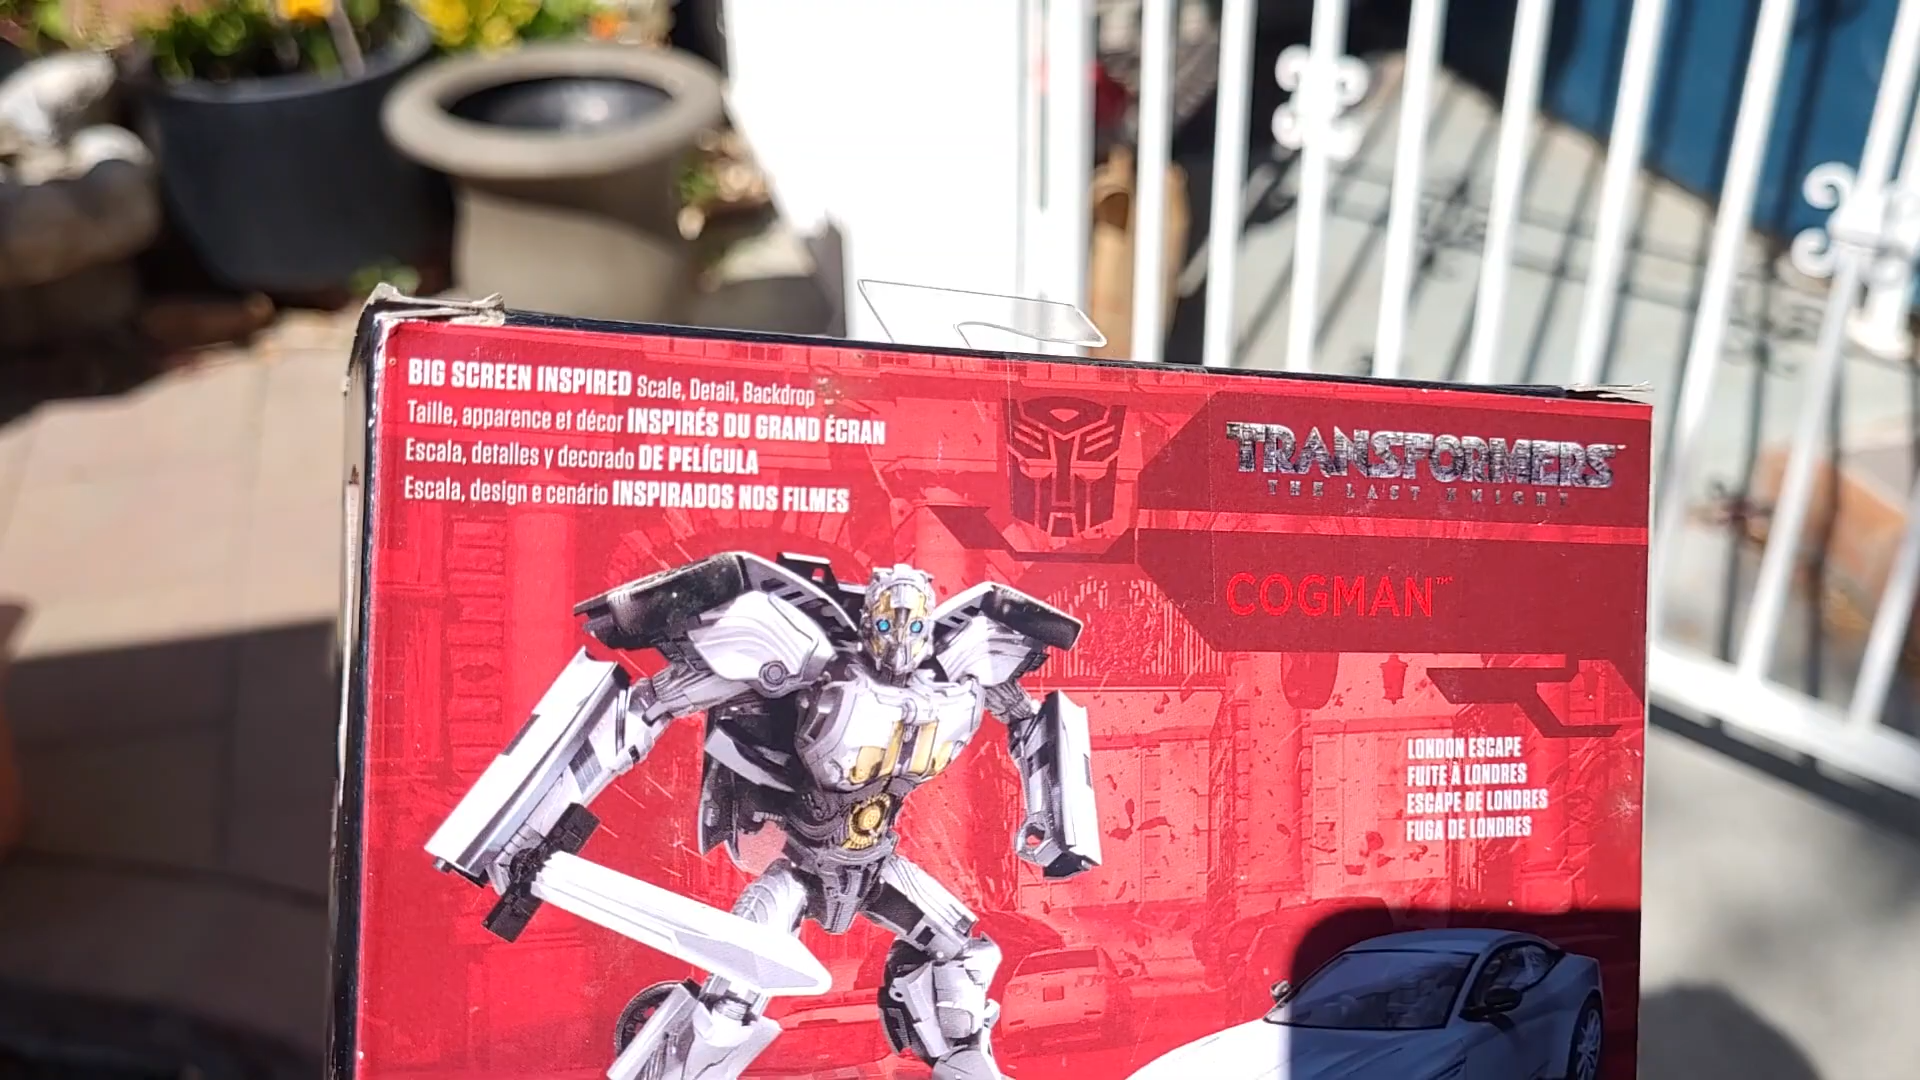 BIG SCREEN INSPIRED Scale, Detail, Backdrop
Taille, apparence et décor INSPIRÉS DU GRAND ÉCRAN
Escala, detalles y decorado DE PELÍCULA
Escala, design e cenário INSPIRADOS NOS FILMES
TRANSFORMERS
THE LAST KNIGHT
COGMAN™
LONDON ESCAPE
FUITE À LONDRES
ESCAPE DE LONDRES
FUGA DE LONDRES